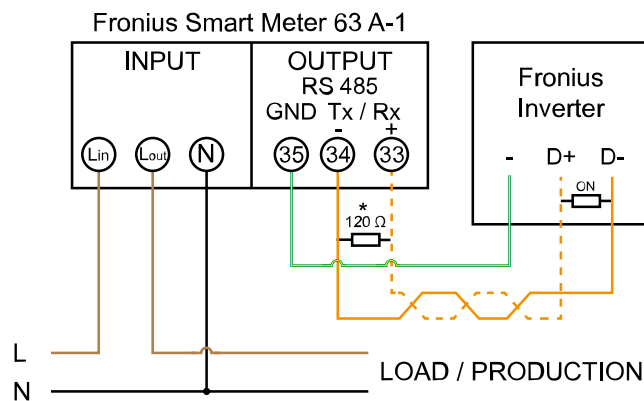 Fronius Smart Meter 63 A-1
INPUT
OUTPUT
RS 485
GND Tx / Rx
- +
Lin Lout N 35 34 33
Fronius
Inverter
- D+ D-
ON
*
120 Ω
L
N
LOAD / PRODUCTION